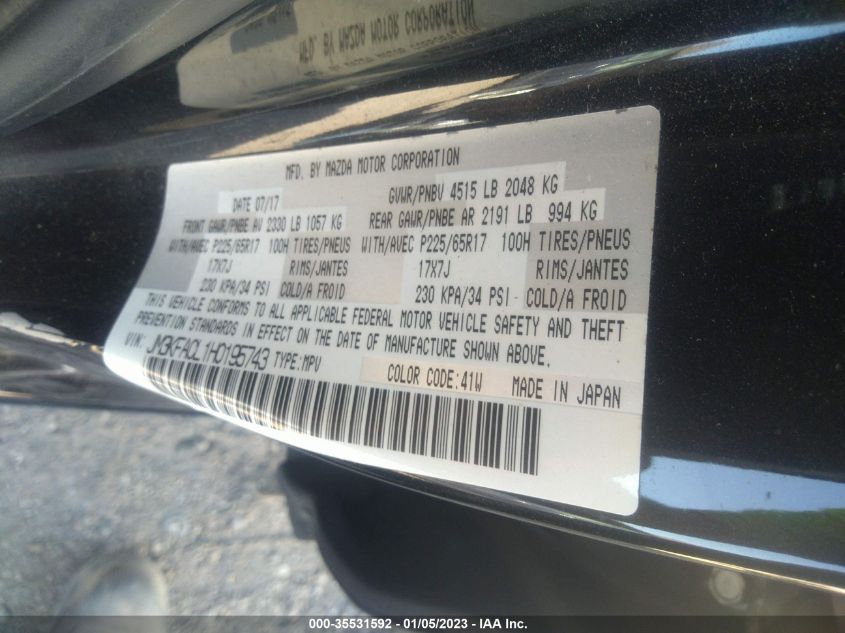 MFD. BY MAZDA MOTOR CORPORATION
DATE 07/17 GVWR/PNBV 4515 LB 2048 KG
FRONT GAWR/PNBE AV 2330 LB 1057 KG REAR GAWR/PNBE AR 2191 LB 994 KG
WITH/AVEC P225/65R17 100H TIRES/PNEUS WITH/AVEC P225/65R17 100H TIRES/PNEUS
17X7J RIMS/JANTES 17X7J RIMS/JANTES
230 KPA/34 PSI COLD/A FROID 230 KPA/34 PSI COLD/A FROID
THIS VEHICLE CONFORMS TO ALL APPLICABLE FEDERAL MOTOR VEHICLE SAFETY AND THEFT
PREVENTION STANDARDS IN EFFECT ON THE DATE OF MANUFACTURE SHOWN ABOVE.
VIN: JM3KFACL1H0195743 TYPE:MPV
COLOR CODE:41W MADE IN JAPAN
000-35531592 - 01/05/2023 - IAA Inc.